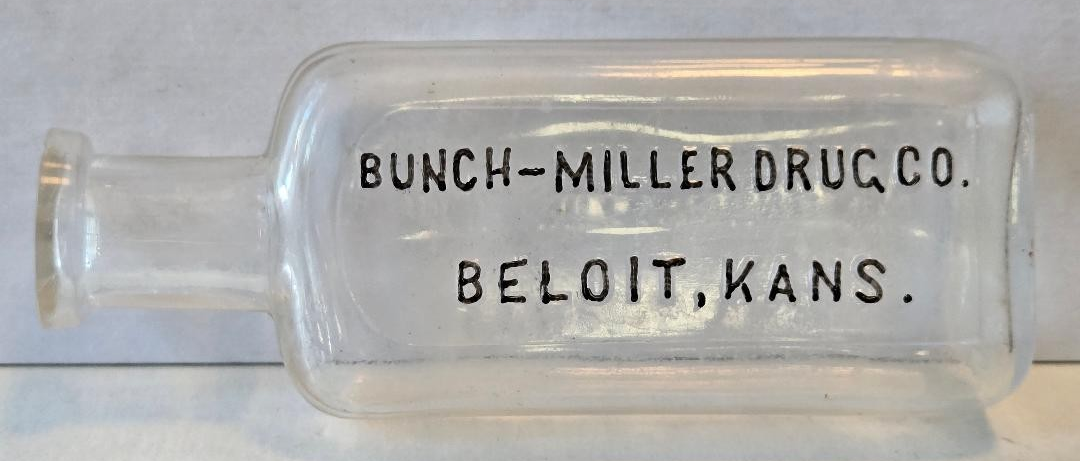 BUNCH-MILLER DRUG CO.
BELOIT, KANS.